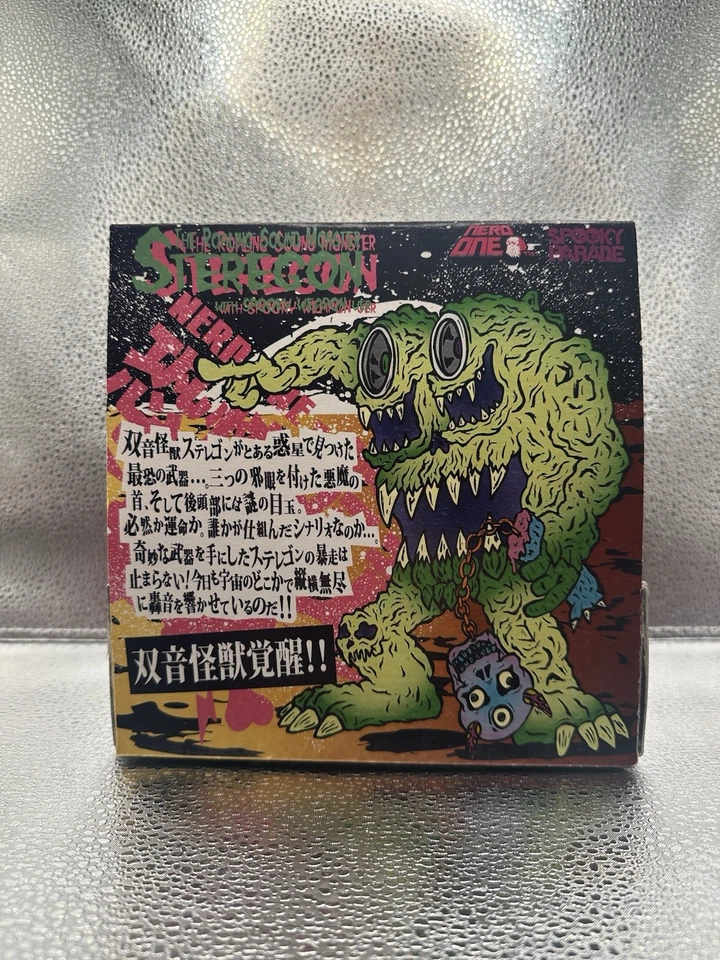 THE ROARING SOUND MONSTER
STEREGON
WITH SPOOKY WEAPON VER
NERD
ONE
SPOOKY
PARADE
双音怪獣ステレゴンがとある惑星で見つけた
最恐の武器…三つの邪眼を付けた悪魔の
首、そして後頭部には謎の目玉。
必然か運命か。誰かが仕組んだシナリオなのか…。
奇妙な武器を手にしたステレゴンの暴走は
止まらない！今日も宇宙のどこかで縦横無尽
に轟音を響かせているのだ！！
双音怪獣覚醒！！